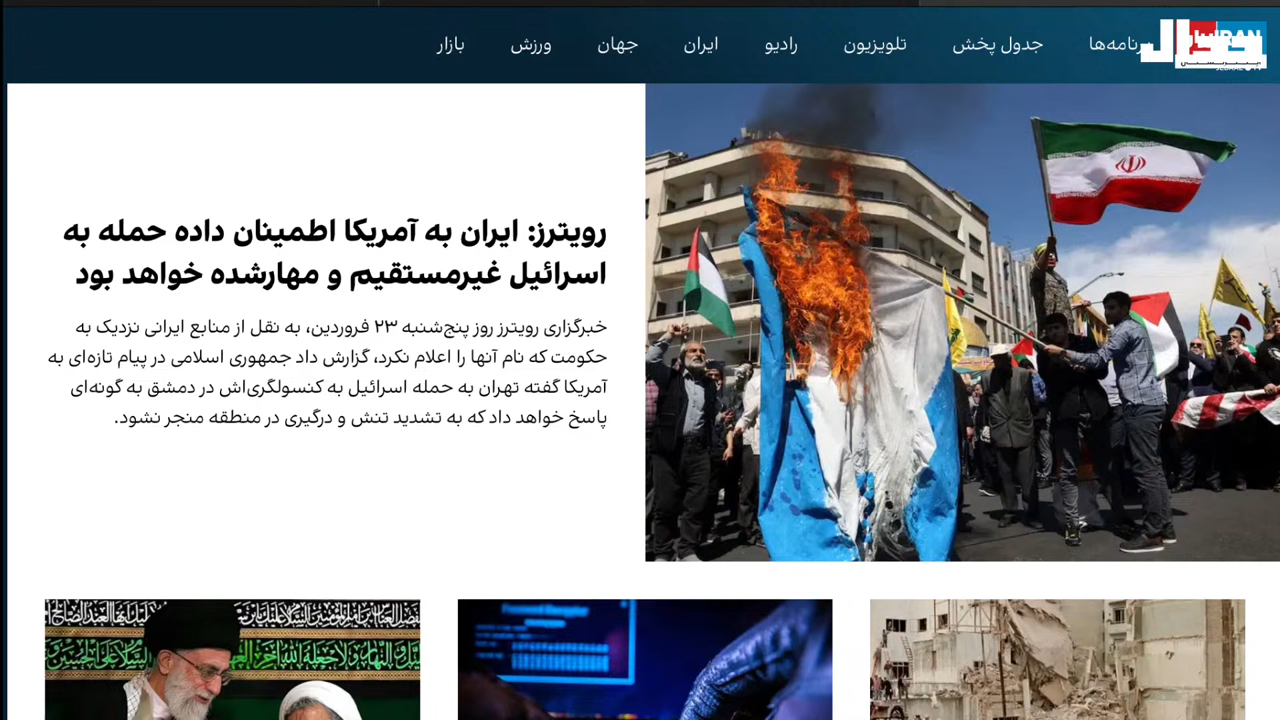 برنامه‌ها
جدول پخش
تلویزیون
رادیو
ایران
جهان
ورزش
بازار
IRAN
جدال
رویترز: ایران به آمریکا اطمینان داده حمله به
اسرائیل غیرمستقیم و مهارشده خواهد بود
خبرگزاری رویترز روز پنج‌شنبه ۲۳ فروردین، به نقل از منابع ایرانی نزدیک به
حکومت که نام آنها را اعلام نکرد، گزارش داد جمهوری اسلامی در پیام تازه‌ای به
آمریکا گفته تهران به حمله اسرائیل به کنسولگری‌اش در دمشق به گونه‌ای
پاسخ خواهد داد که به تشدید تنش و درگیری در منطقه منجر نشود.